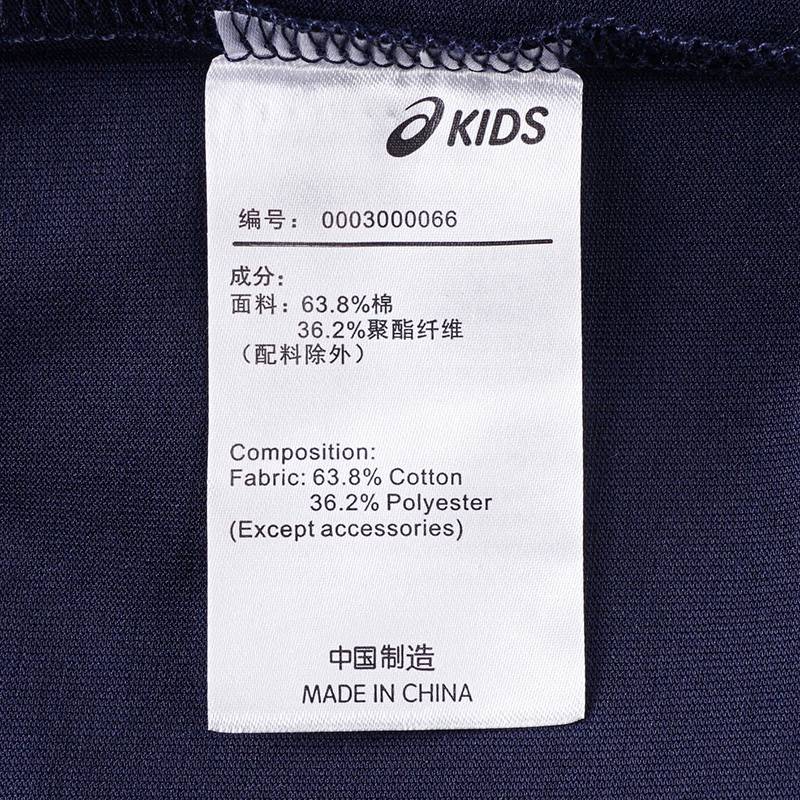 KIDS
编号： 0003000066
成分：
面料：63.8%棉
36.2%聚酯纤维
（配料除外）
Composition:
Fabric: 63.8% Cotton
36.2% Polyester
(Except accessories)
中国制造
MADE IN CHINA